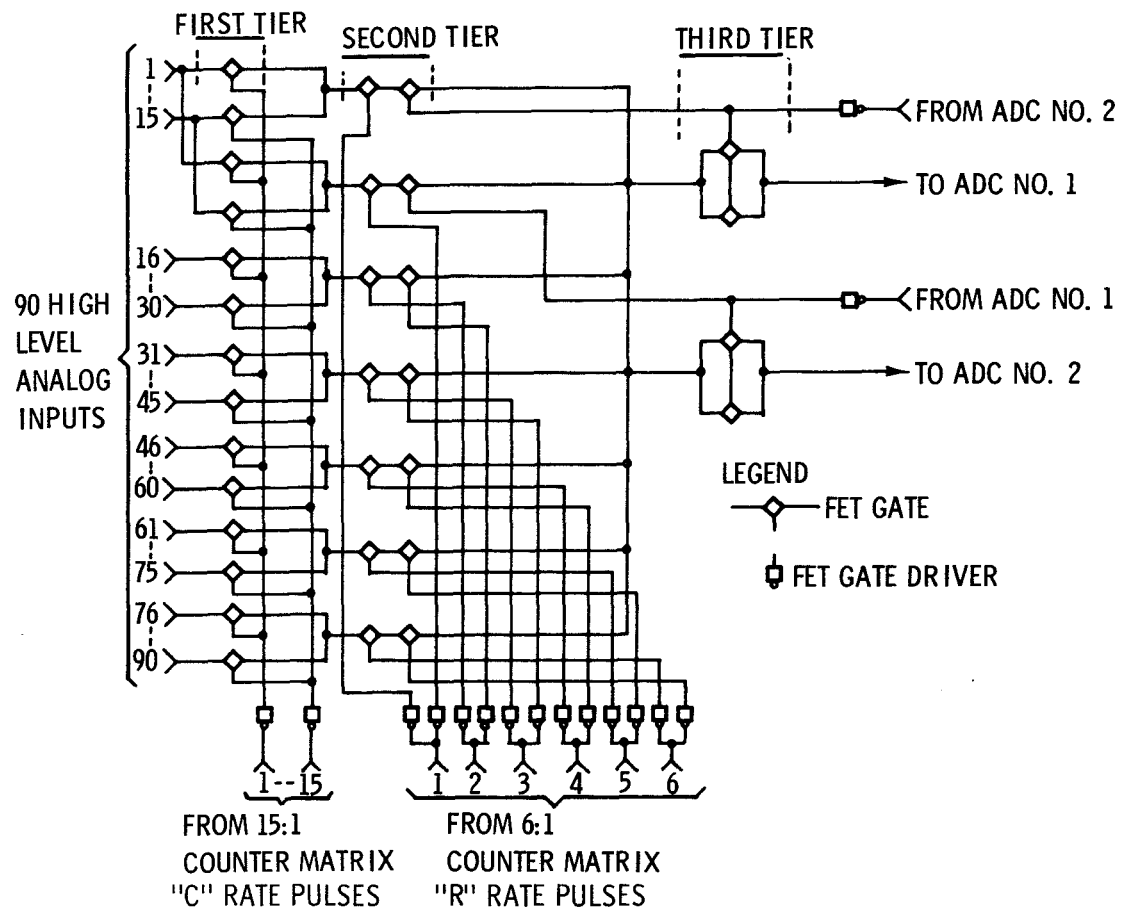 FIRST TIER
SECOND TIER
THIRD TIER
1
15
16
30
31
45
46
60
61
75
76
90
90 HIGH
LEVEL
ANALOG
INPUTS
FROM ADC NO. 2
TO ADC NO. 1
FROM ADC NO. 1
TO ADC NO. 2
LEGEND
FET GATE
FET GATE DRIVER
1--15
1 2 3 4 5 6
FROM 15:1
COUNTER MATRIX
"C" RATE PULSES
FROM 6:1
COUNTER MATRIX
"R" RATE PULSES